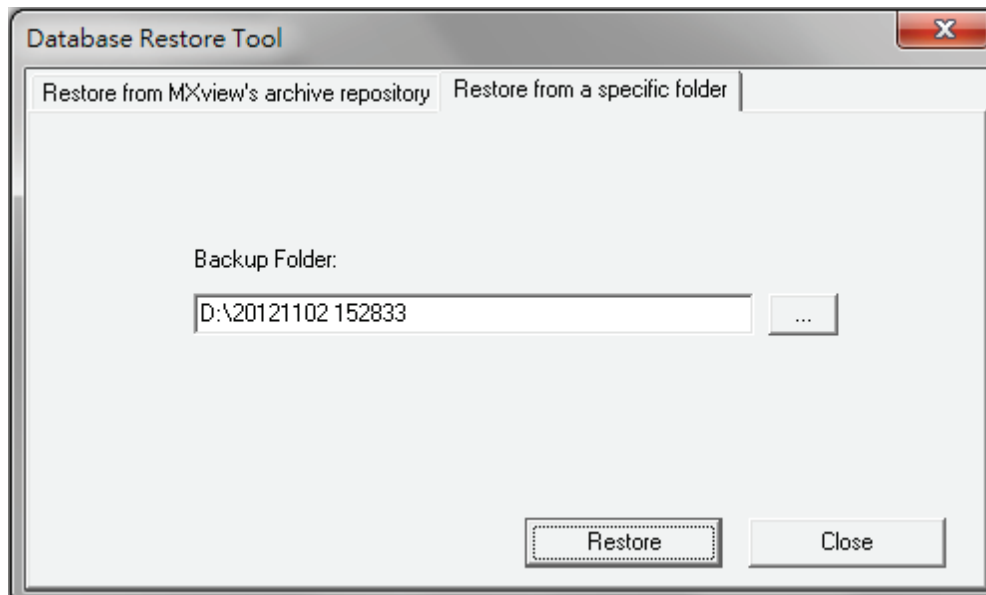 Database Restore Tool
Restore from MXview's archive repository
Restore from a specific folder
Backup Folder:
D:\20121102 152833
...
Restore
Close